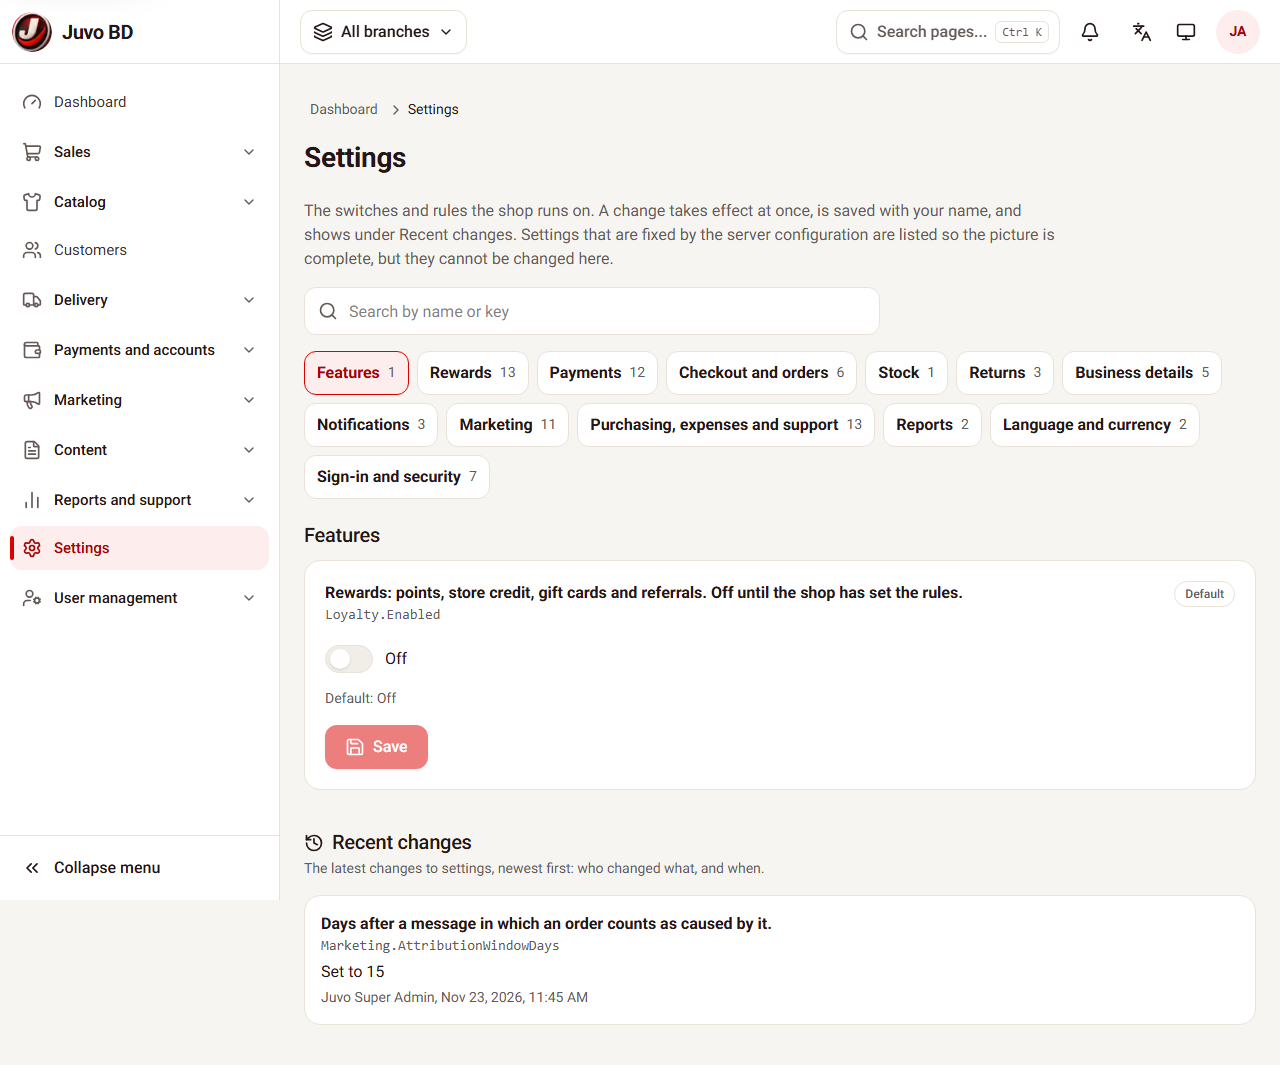 Juvo BD
All branches
Search pages... Ctrl K
JA
Dashboard
Sales
Catalog
Customers
Delivery
Payments and accounts
Marketing
Content
Reports and support
Settings
User management
Collapse menu
Dashboard > Settings
Settings
The switches and rules the shop runs on. A change takes effect at once, is saved with your name, and
shows under Recent changes. Settings that are fixed by the server configuration are listed so the picture is
complete, but they cannot be changed here.
Search by name or key
Features 1 Rewards 13 Payments 12 Checkout and orders 6 Stock 1 Returns 3 Business details 5
Notifications 3 Marketing 11 Purchasing, expenses and support 13 Reports 2 Language and currency 2
Sign-in and security 7
Features
Rewards: points, store credit, gift cards and referrals. Off until the shop has set the rules. Default
Loyalty.Enabled
Off
Default: Off
Save
Recent changes
The latest changes to settings, newest first: who changed what, and when.
Days after a message in which an order counts as caused by it.
Marketing.AttributionWindowDays
Set to 15
Juvo Super Admin, Nov 23, 2026, 11:45 AM